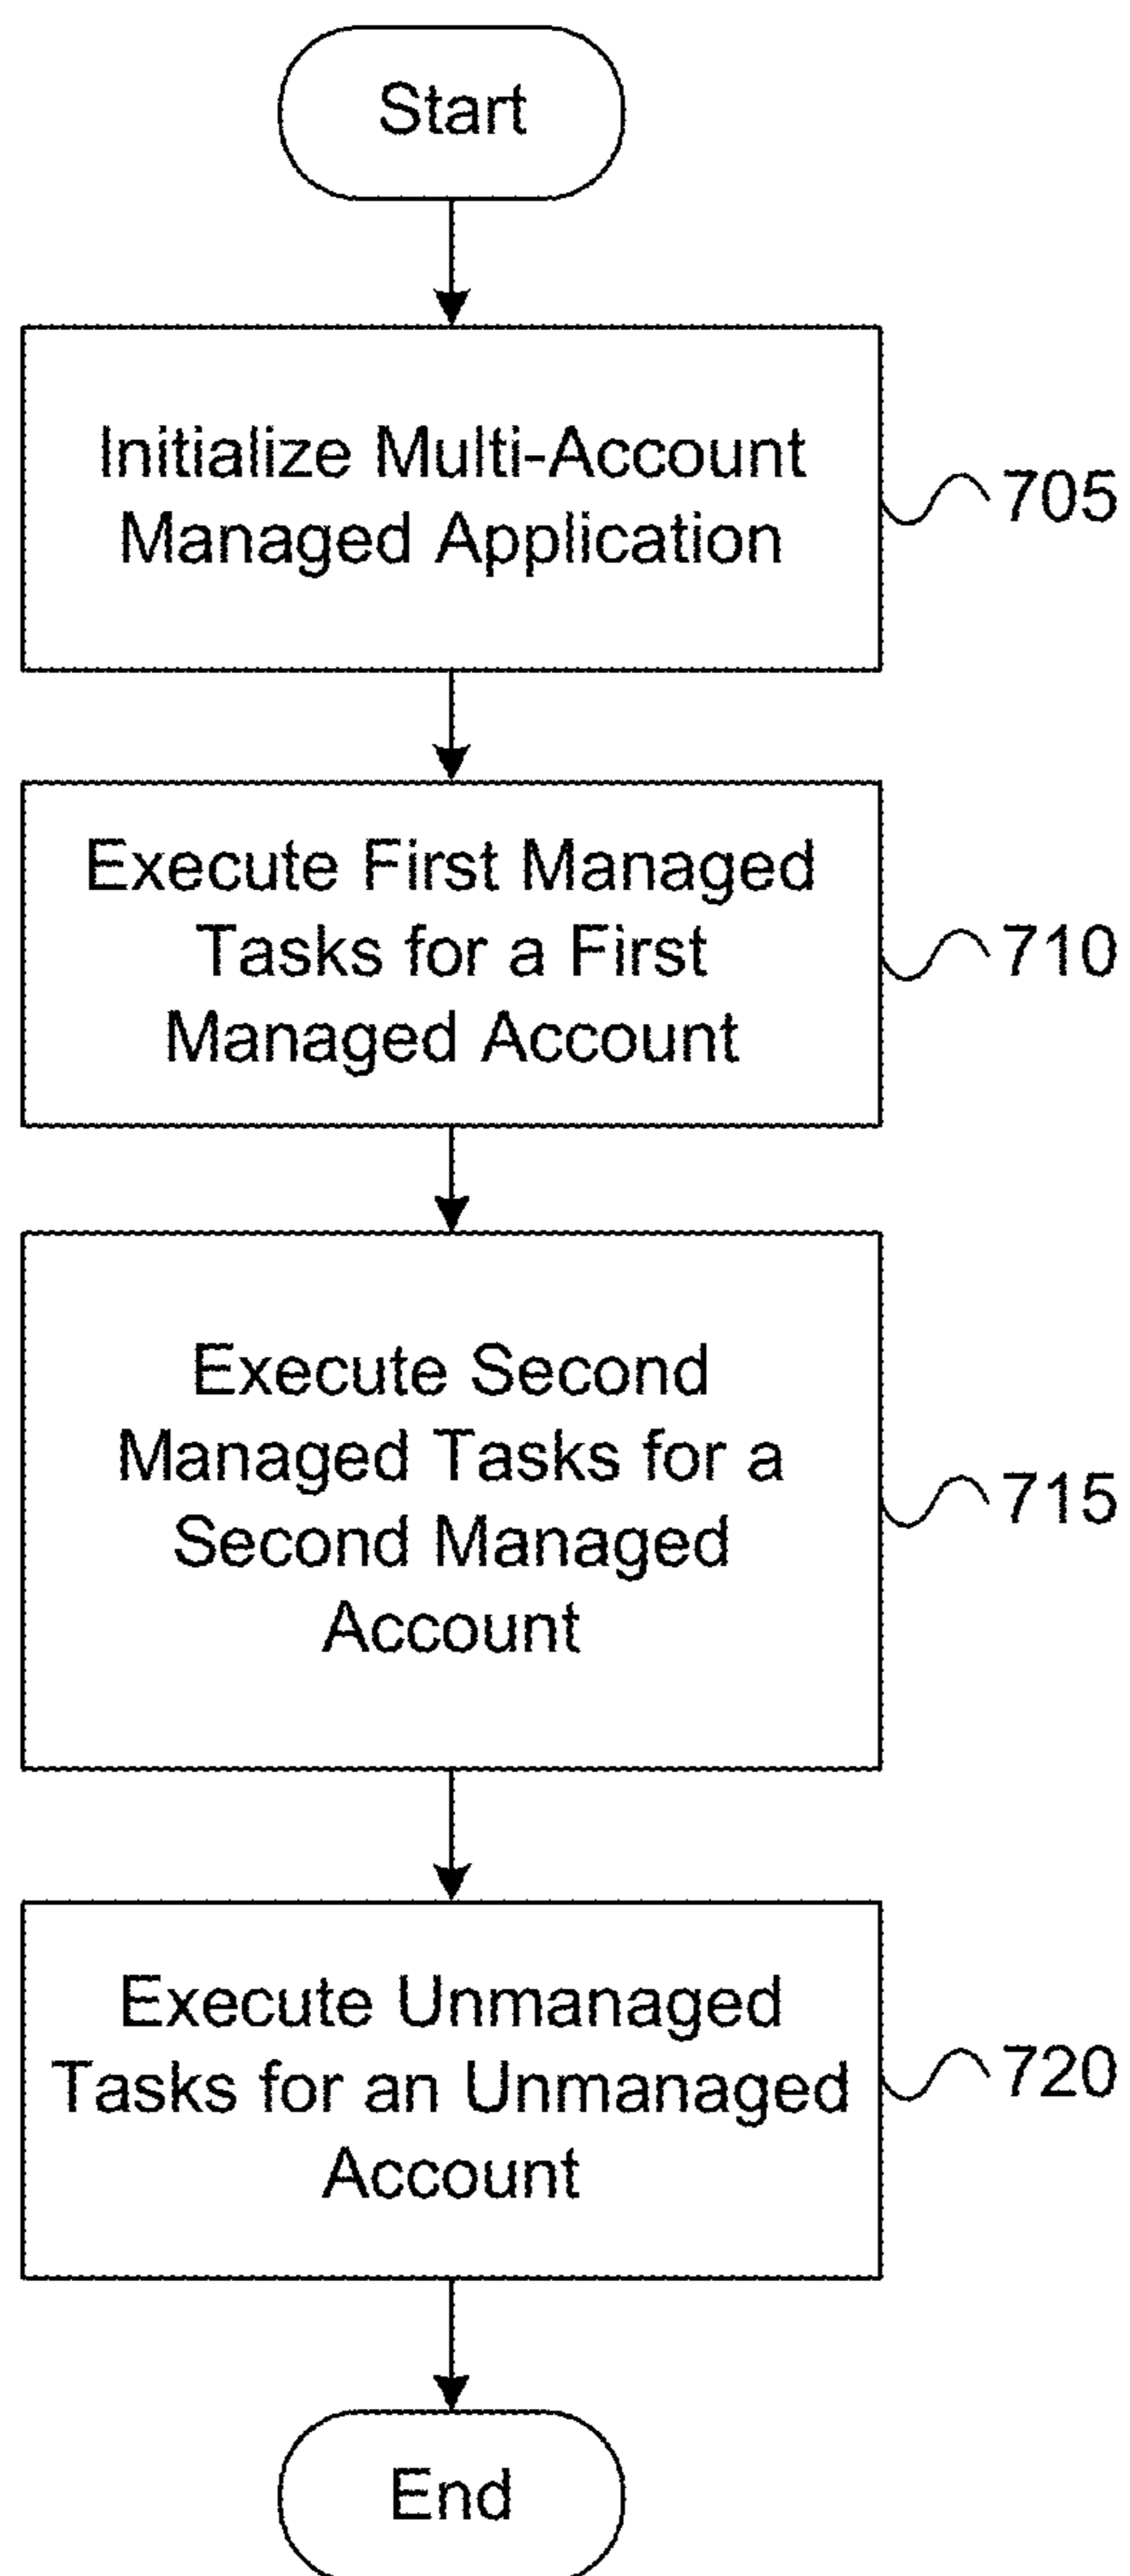 Start
Initialize Multi-Account
Managed Application
705
Execute First Managed
Tasks for a First
Managed Account
710
Execute Second
Managed Tasks for a
Second Managed
Account
715
Execute Unmanaged
Tasks for an Unmanaged
Account
720
End